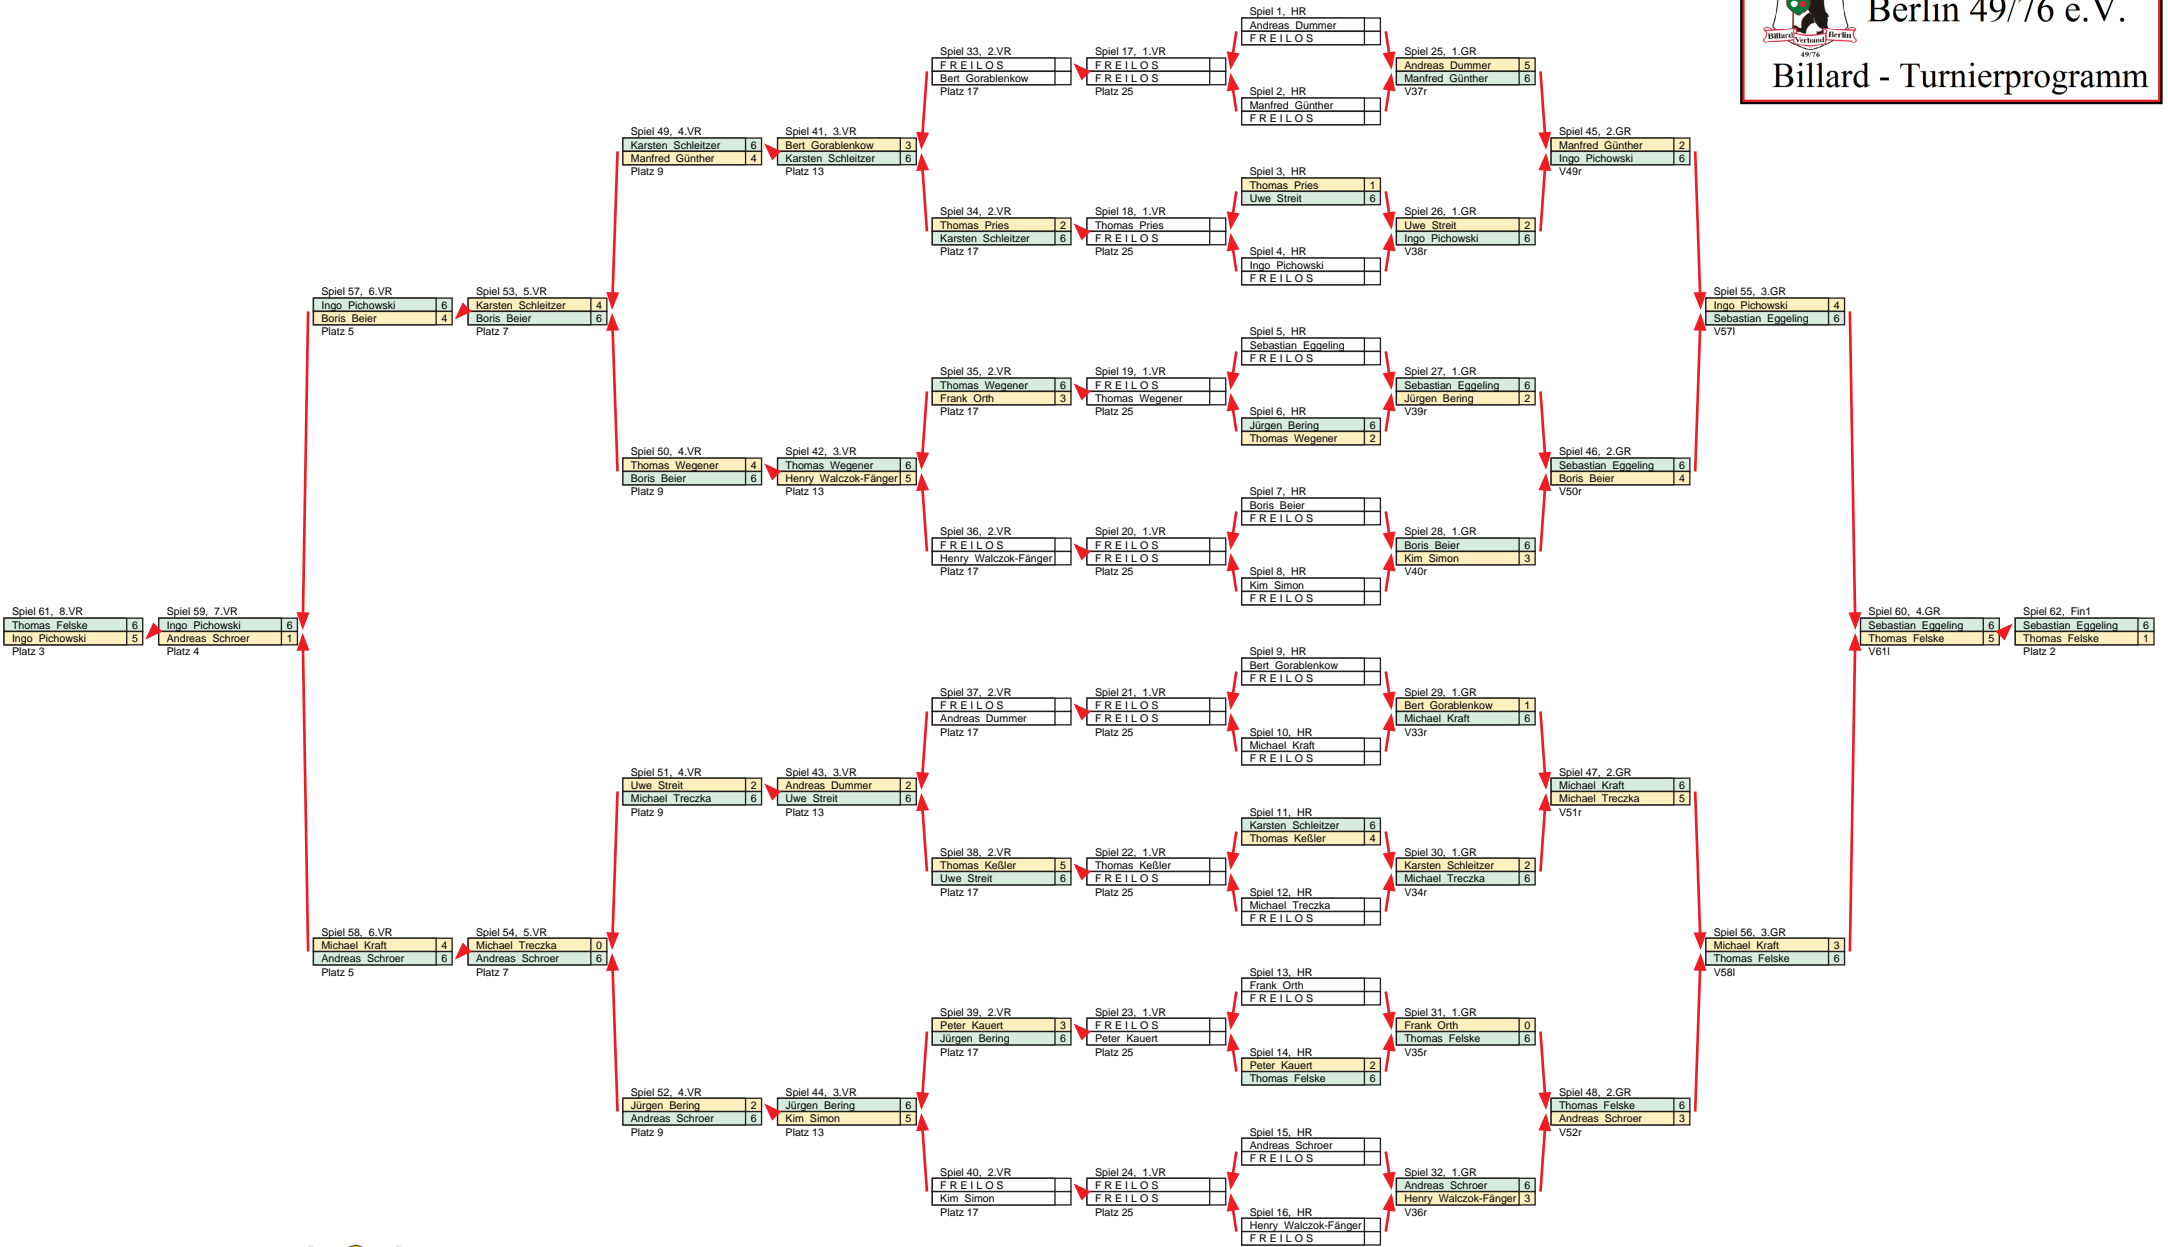 Berlin 49/76 e.V.
Billard Verband Berlin
49/76
Billard - Turnierprogramm
Spiel 61, 8.VR
Thomas Felske 6
Ingo Pichowski 5
Platz 3
Spiel 59, 7.VR
Ingo Pichowski 6
Andreas Schroer 1
Platz 4
Spiel 57, 6.VR
Ingo Pichowski 6
Boris Beier 4
Platz 5
Spiel 58, 6.VR
Michael Kraft 4
Andreas Schroer 6
Platz 5
Spiel 53, 5.VR
Karsten Schleitzer 4
Boris Beier 6
Platz 7
Spiel 54, 5.VR
Michael Treczka 0
Andreas Schroer 6
Platz 7
Spiel 49, 4.VR
Karsten Schleitzer 6
Manfred Günther 4
Platz 9
Spiel 50, 4.VR
Thomas Wegener 4
Boris Beier 6
Platz 9
Spiel 51, 4.VR
Uwe Streit 2
Michael Treczka 6
Platz 9
Spiel 52, 4.VR
Jürgen Bering 2
Andreas Schroer 6
Platz 9
Spiel 41, 3.VR
Bert Gorablenkow 3
Karsten Schleitzer 6
Platz 13
Spiel 42, 3.VR
Thomas Wegener 6
Henry Walczok-Fänger 5
Platz 13
Spiel 43, 3.VR
Andreas Dummer 2
Uwe Streit 6
Platz 13
Spiel 44, 3.VR
Jürgen Bering 6
Kim Simon 5
Platz 13
Spiel 33, 2.VR
F R E I L O S
Bert Gorablenkow
Platz 17
Spiel 34, 2.VR
Thomas Pries 2
Karsten Schleitzer 6
Platz 17
Spiel 35, 2.VR
Thomas Wegener 6
Frank Orth 3
Platz 17
Spiel 36, 2.VR
F R E I L O S
Henry Walczok-Fänger
Platz 17
Spiel 37, 2.VR
F R E I L O S
Andreas Dummer
Platz 17
Spiel 38, 2.VR
Thomas Keßler 5
Uwe Streit 6
Platz 17
Spiel 39, 2.VR
Peter Kauert 3
Jürgen Bering 6
Platz 17
Spiel 40, 2.VR
F R E I L O S
Kim Simon
Platz 17
Spiel 17, 1.VR
F R E I L O S
F R E I L O S
Platz 25
Spiel 18, 1.VR
Thomas Pries
F R E I L O S
Platz 25
Spiel 19, 1.VR
F R E I L O S
Thomas Wegener
Platz 25
Spiel 20, 1.VR
F R E I L O S
F R E I L O S
Platz 25
Spiel 21, 1.VR
F R E I L O S
F R E I L O S
Platz 25
Spiel 22, 1.VR
Thomas Keßler
F R E I L O S
Platz 25
Spiel 23, 1.VR
F R E I L O S
Peter Kauert
Platz 25
Spiel 24, 1.VR
F R E I L O S
F R E I L O S
Platz 25
Spiel 1, HR
Andreas Dummer
F R E I L O S
Spiel 2, HR
Manfred Günther
F R E I L O S
Spiel 3, HR
Thomas Pries 1
Uwe Streit 6
Spiel 4, HR
Ingo Pichowski
F R E I L O S
Spiel 5, HR
Sebastian Eggeling
F R E I L O S
Spiel 6, HR
Jürgen Bering 6
Thomas Wegener 2
Spiel 7, HR
Boris Beier
F R E I L O S
Spiel 8, HR
Kim Simon
F R E I L O S
Spiel 9, HR
Bert Gorablenkow
F R E I L O S
Spiel 10, HR
Michael Kraft
F R E I L O S
Spiel 11, HR
Karsten Schleitzer 6
Thomas Keßler 4
Spiel 12, HR
Michael Treczka
F R E I L O S
Spiel 13, HR
Frank Orth
F R E I L O S
Spiel 14, HR
Peter Kauert 2
Thomas Felske 6
Spiel 15, HR
Andreas Schroer
F R E I L O S
Spiel 16, HR
Henry Walczok-Fänger
F R E I L O S
Spiel 25, 1.GR
Andreas Dummer 5
Manfred Günther 6
V37r
Spiel 26, 1.GR
Uwe Streit 2
Ingo Pichowski 6
V38r
Spiel 27, 1.GR
Sebastian Eggeling 6
Jürgen Bering 2
V39r
Spiel 28, 1.GR
Boris Beier 6
Kim Simon 3
V40r
Spiel 29, 1.GR
Bert Gorablenkow 1
Michael Kraft 6
V33r
Spiel 30, 1.GR
Karsten Schleitzer 2
Michael Treczka 6
V34r
Spiel 31, 1.GR
Frank Orth 0
Thomas Felske 6
V35r
Spiel 32, 1.GR
Andreas Schroer 6
Henry Walczok-Fänger 3
V36r
Spiel 45, 2.GR
Manfred Günther 2
Ingo Pichowski 6
V49r
Spiel 46, 2.GR
Sebastian Eggeling 6
Boris Beier 4
V50r
Spiel 47, 2.GR
Michael Kraft 6
Michael Treczka 5
V51r
Spiel 48, 2.GR
Thomas Felske 6
Andreas Schroer 3
V52r
Spiel 55, 3.GR
Ingo Pichowski 4
Sebastian Eggeling 6
V57l
Spiel 56, 3.GR
Michael Kraft 3
Thomas Felske 6
V58l
Spiel 60, 4.GR
Sebastian Eggeling 6
Thomas Felske 5
V61l
Spiel 62, Fin1
Sebastian Eggeling 6
Thomas Felske 1
Platz 2